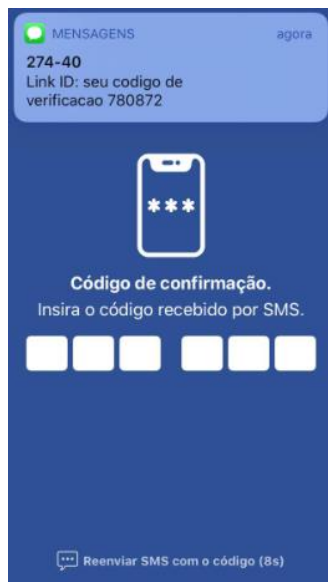 MENSAGENS agora
274-40
Link ID: seu codigo de
verificacao 780872
***
Código de confirmação.
Insira o código recebido por SMS.
Reenviar SMS com o código (8s)